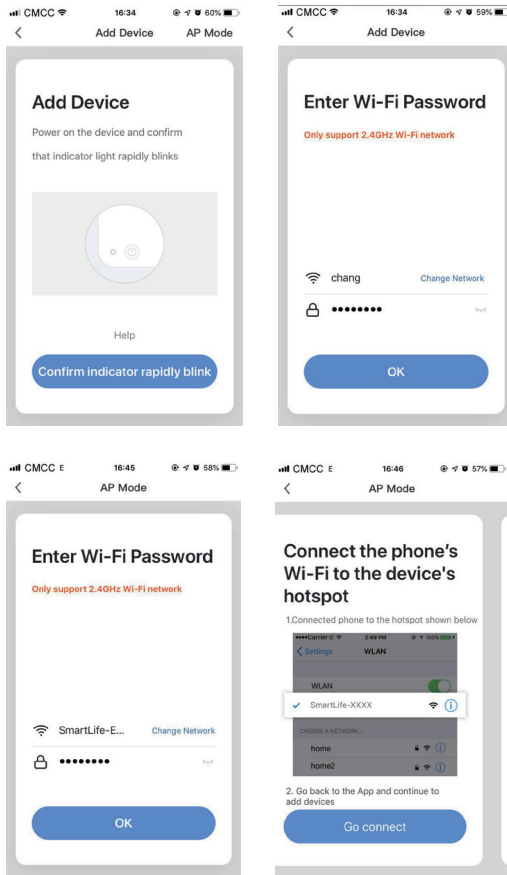 CMCC 16:34 60%
Add Device AP Mode
Add Device
Power on the device and confirm
that indicator light rapidly blinks
Help
Confirm indicator rapidly blink
CMCC 16:34 59%
Add Device
Enter Wi-Fi Password
Only support 2.4GHz Wi-Fi network
chang Change Network
••••••••
OK
CMCC E 16:45 58%
AP Mode
Enter Wi-Fi Password
Only support 2.4GHz Wi-Fi network
SmartLife-E... Change Network
••••••••
OK
CMCC E 16:46 57%
AP Mode
Connect the phone's
Wi-Fi to the device's
hotspot
1.Connected phone to the hotspot shown below
Carrier 2:49 PM 100%
Settings WLAN
WLAN
SmartLife-XXXX
CHOOSE A NETWORK...
home
home2
2. Go back to the App and continue to
add devices
Go connect